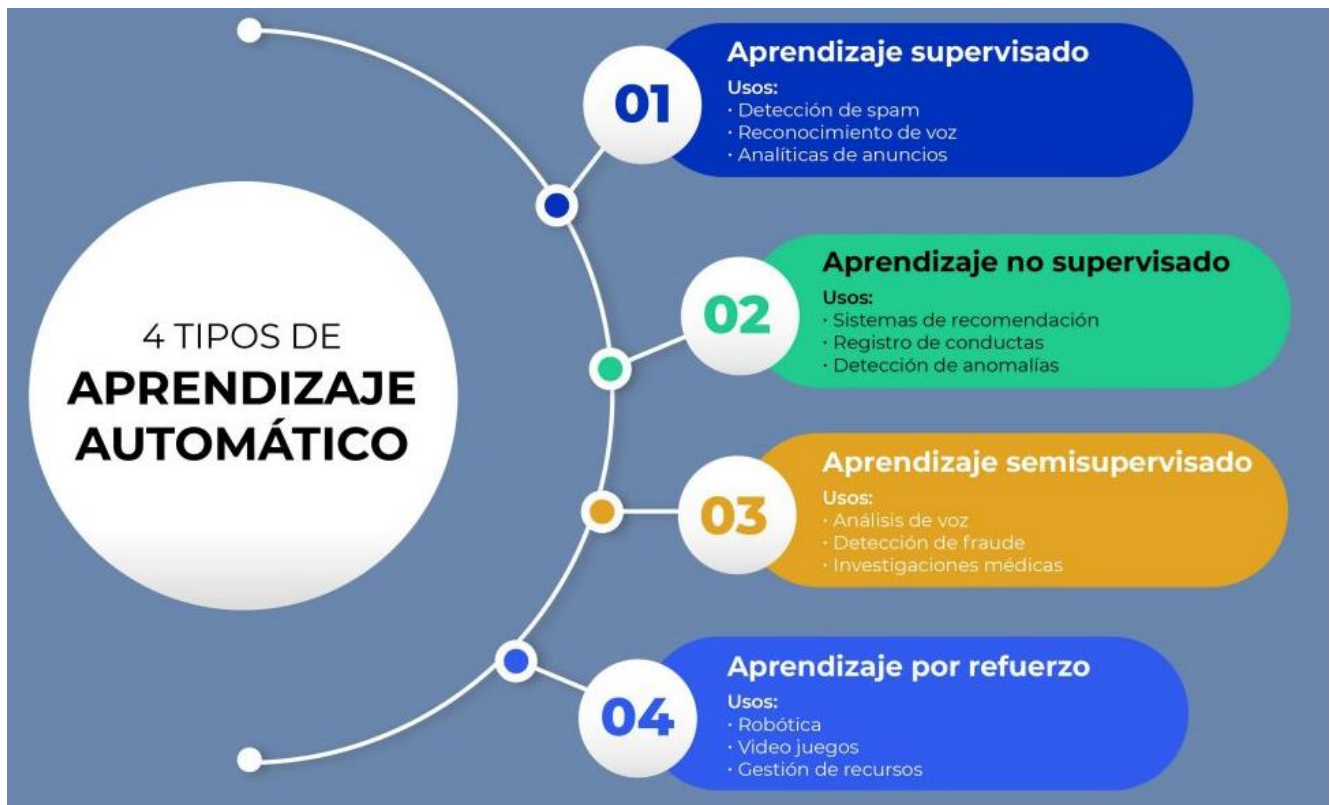 4 TIPOS DE
APRENDIZAJE
AUTOMÁTICO
01
Aprendizaje supervisado
Usos:
· Detección de spam
· Reconocimiento de voz
· Analíticas de anuncios
02
Aprendizaje no supervisado
Usos:
· Sistemas de recomendación
· Registro de conductas
· Detección de anomalías
03
Aprendizaje semisupervisado
Usos:
· Análisis de voz
· Detección de fraude
· Investigaciones médicas
04
Aprendizaje por refuerzo
Usos:
· Robótica
· Video juegos
· Gestión de recursos